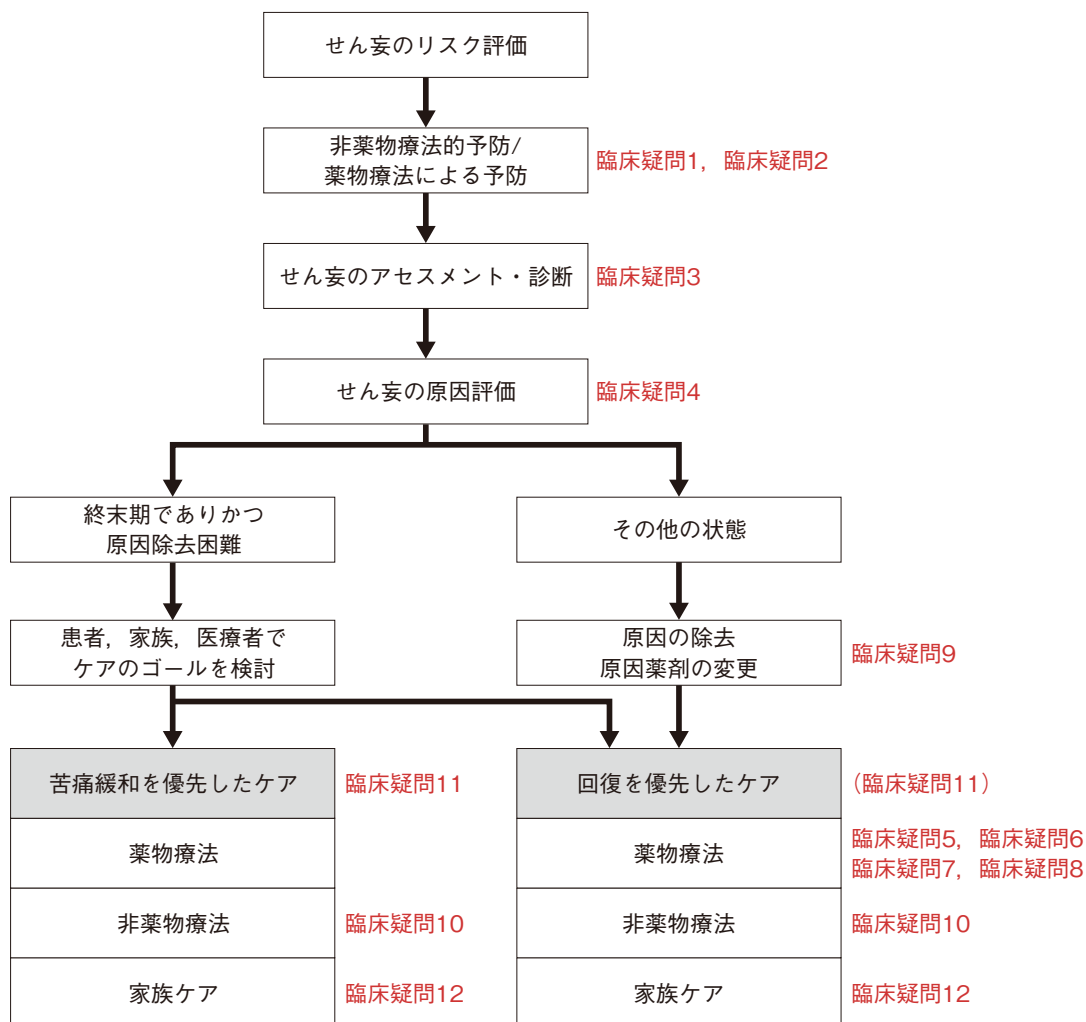 せん妄のリスク評価
非薬物療法的予防/
薬物療法による予防
臨床疑問1，臨床疑問2
せん妄のアセスメント・診断
臨床疑問3
せん妄の原因評価
臨床疑問4
終末期でありかつ
原因除去困難
その他の状態
患者，家族，医療者で
ケアのゴールを検討
原因の除去
原因薬剤の変更
臨床疑問9
苦痛緩和を優先したケア
臨床疑問11
回復を優先したケア
（臨床疑問11）
薬物療法
薬物療法
臨床疑問5，臨床疑問6
臨床疑問7，臨床疑問8
非薬物療法
臨床疑問10
非薬物療法
臨床疑問10
家族ケア
臨床疑問12
家族ケア
臨床疑問12